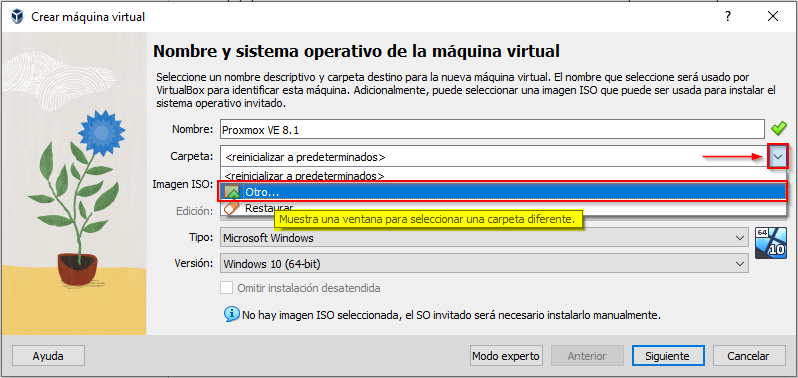 Crear máquina virtual
Nombre y sistema operativo de la máquina virtual
Seleccione un nombre descriptivo y carpeta destino para la nueva máquina virtual. El nombre que seleccione será usado por
VirtualBox para identificar esta máquina. Adicionalmente, puede seleccionar una imagen ISO que puede ser usada para instalar el
sistema operativo invitado.
Nombre: Proxmox VE 8.1
Carpeta: <reinicializar a predeterminados>
<reinicializar a predeterminados>
Imagen ISO: Otro...
Edición: Restaurar
Muestra una ventana para seleccionar una carpeta diferente.
Tipo: Microsoft Windows
64
10
Versión: Windows 10 (64-bit)
Omitir instalación desatendida
No hay imagen ISO seleccionada, el SO invitado será necesario instalarlo manualmente.
Ayuda Modo experto Anterior Siguiente Cancelar